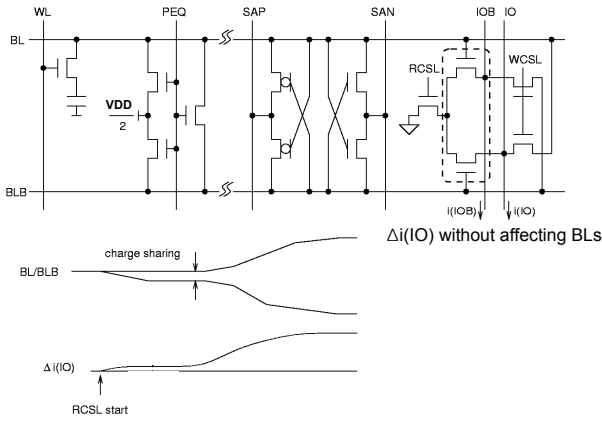 WL PEQ SAP SAN IOB IO
BL
RCSL WCSL
VDD
2
BLB
i(IOB) i(IO)
Δi(IO) without affecting BLs
charge sharing
BL/BLB
Δ i(IO)
RCSL start